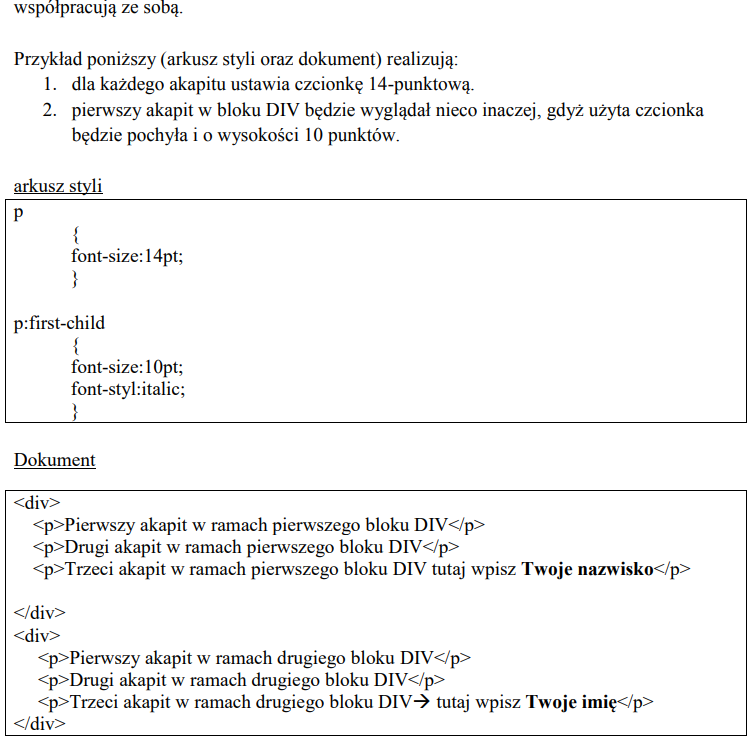 współpracują ze sobą.
Przykład poniższy (arkusz styli oraz dokument) realizują:
1. dla każdego akapitu ustawia czcionkę 14-punktową.
2. pierwszy akapit w bloku DIV będzie wyglądał nieco inaczej, gdyż użyta czcionka
będzie pochyła i o wysokości 10 punktów.
arkusz styli
p
{
font-size:14pt;
}
p:first-child
{
font-size:10pt;
font-styl:italic;
}
Dokument
<div>
<p>Pierwszy akapit w ramach pierwszego bloku DIV</p>
<p>Drugi akapit w ramach pierwszego bloku DIV</p>
<p>Trzeci akapit w ramach pierwszego bloku DIV tutaj wpisz Twoje nazwisko</p>
</div>
<div>
<p>Pierwszy akapit w ramach drugiego bloku DIV</p>
<p>Drugi akapit w ramach drugiego bloku DIV</p>
<p>Trzeci akapit w ramach drugiego bloku DIV→ tutaj wpisz Twoje imię</p>
</div>